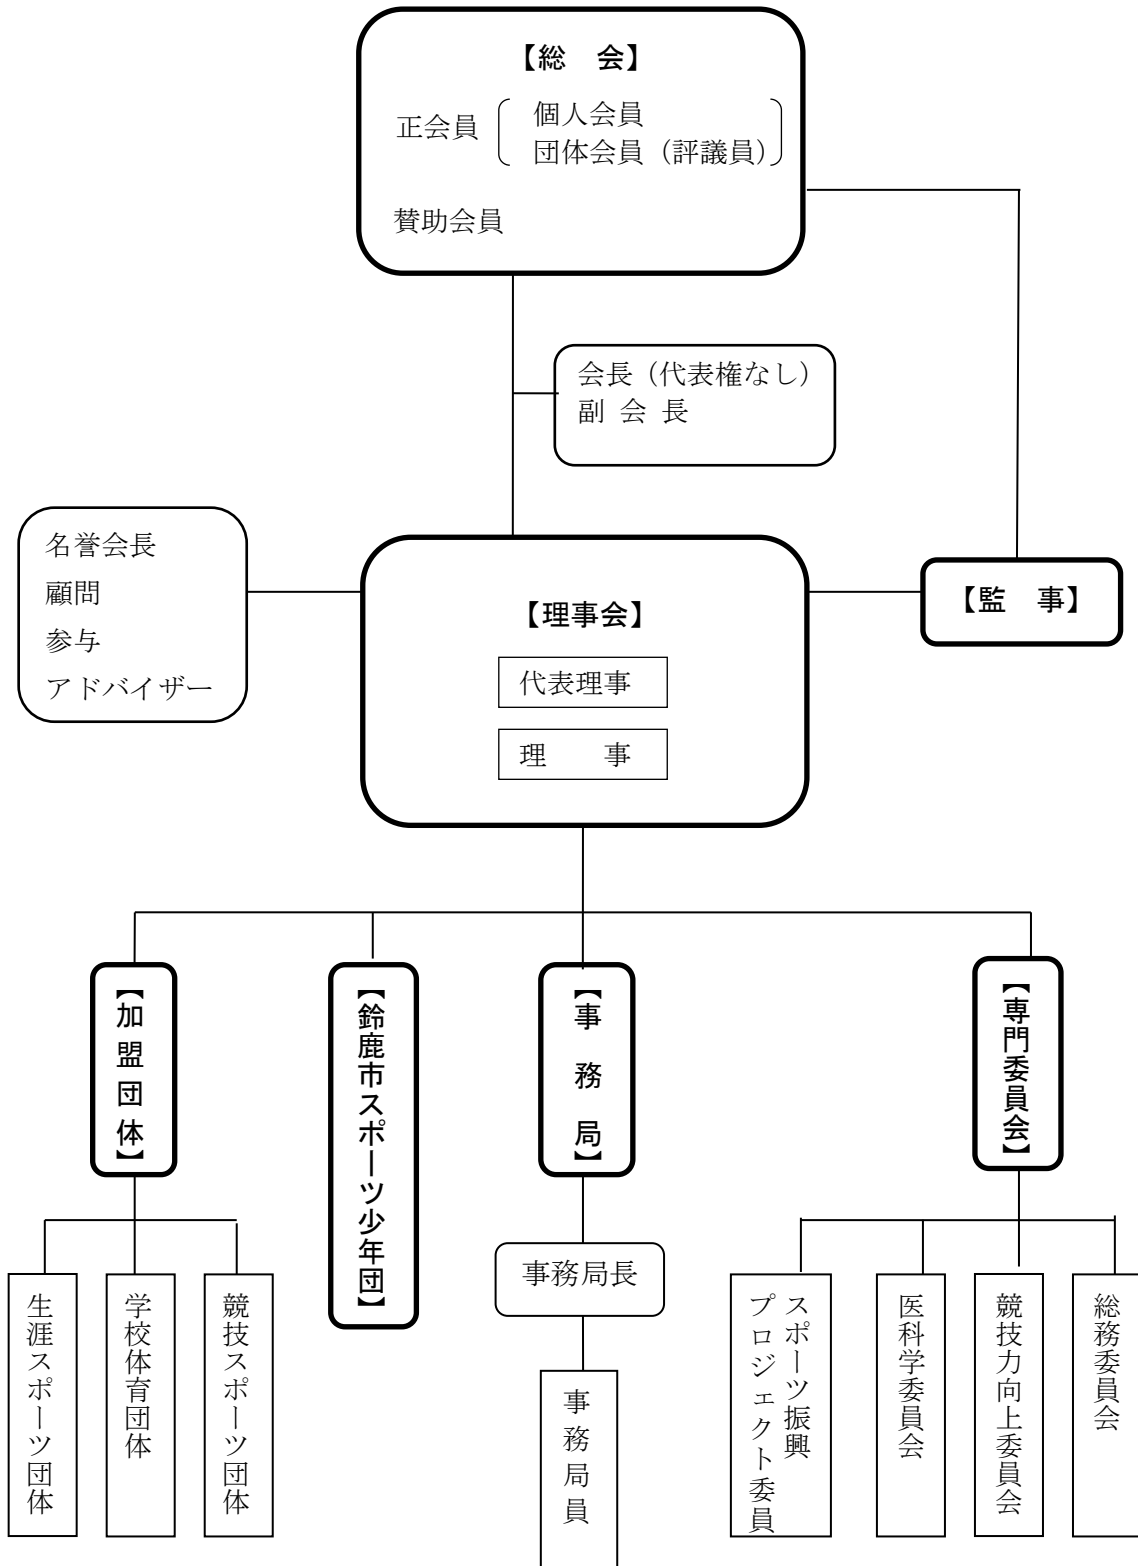 【総　会】
正会員
個人会員
団体会員（評議員）
賛助会員
会長（代表権なし）
副 会 長
名誉会長
顧問
参与
アドバイザー
【理事会】
代表理事
理　　事
【監　事】
【加盟団体】
【鈴鹿市スポーツ少年団】
【事　務　局】
【専門委員会】
生涯スポーツ団体
学校体育団体
競技スポーツ団体
事務局長
事務局員
スポーツ振興
プロジェクト委員
医科学委員会
競技力向上委員会
総務委員会